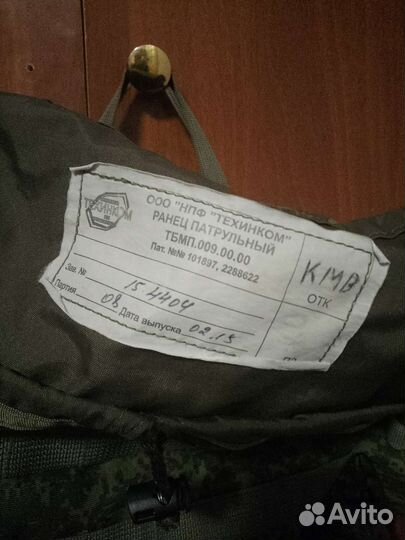 ТЕХИНКОМ
ООО "НПФ "ТЕХИНКОМ"
РАНЕЦ ПАТРУЛЬНЫЙ
ТБМП.009.00.00
Пат. №№ 101897, 2288622
КМВ
ОТК
Зав. № 15 4404
Партия 08 Дата выпуска 02.15
Avito